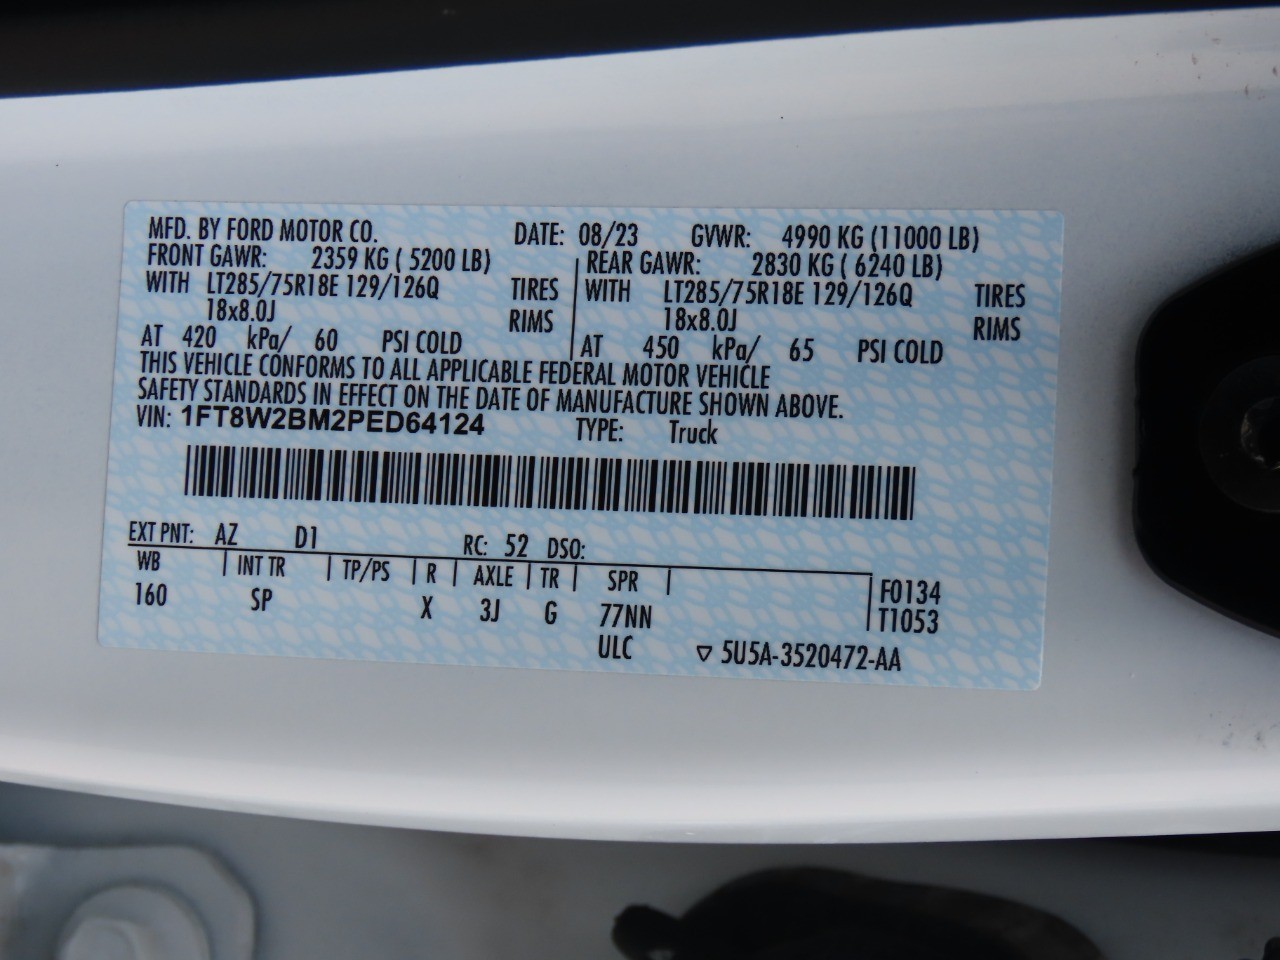 MFD. BY FORD MOTOR CO. DATE: 08/23 GVWR: 4990 KG (11000 LB)
FRONT GAWR: 2359 KG ( 5200 LB) REAR GAWR: 2830 KG ( 6240 LB)
WITH LT285/75R18E 129/126Q TIRES WITH LT285/75R18E 129/126Q TIRES
18x8.0J RIMS 18x8.0J RIMS
AT 420 kPa/ 60 PSI COLD AT 450 kPa/ 65 PSI COLD
THIS VEHICLE CONFORMS TO ALL APPLICABLE FEDERAL MOTOR VEHICLE
SAFETY STANDARDS IN EFFECT ON THE DATE OF MANUFACTURE SHOWN ABOVE.
VIN: 1FT8W2BM2PED64124 TYPE: Truck
EXT PNT: AZ D1 RC: 52 DSO:
WB INT TR TP/PS R AXLE TR SPR F0134
160 SP X 3J G 77NN T1053
ULC ▽ 5U5A-3520472-AA